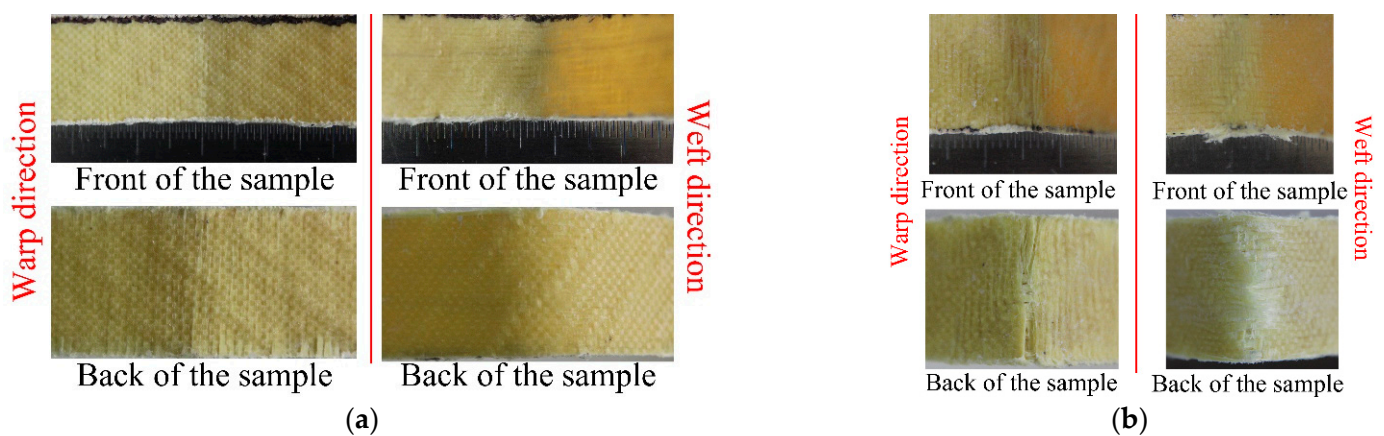 Warp direction
Front of the sample
Front of the sample
Weft direction
Back of the sample
Back of the sample
(a)
Warp direction
Front of the sample
Front of the sample
Weft direction
Back of the sample
Back of the sample
(b)